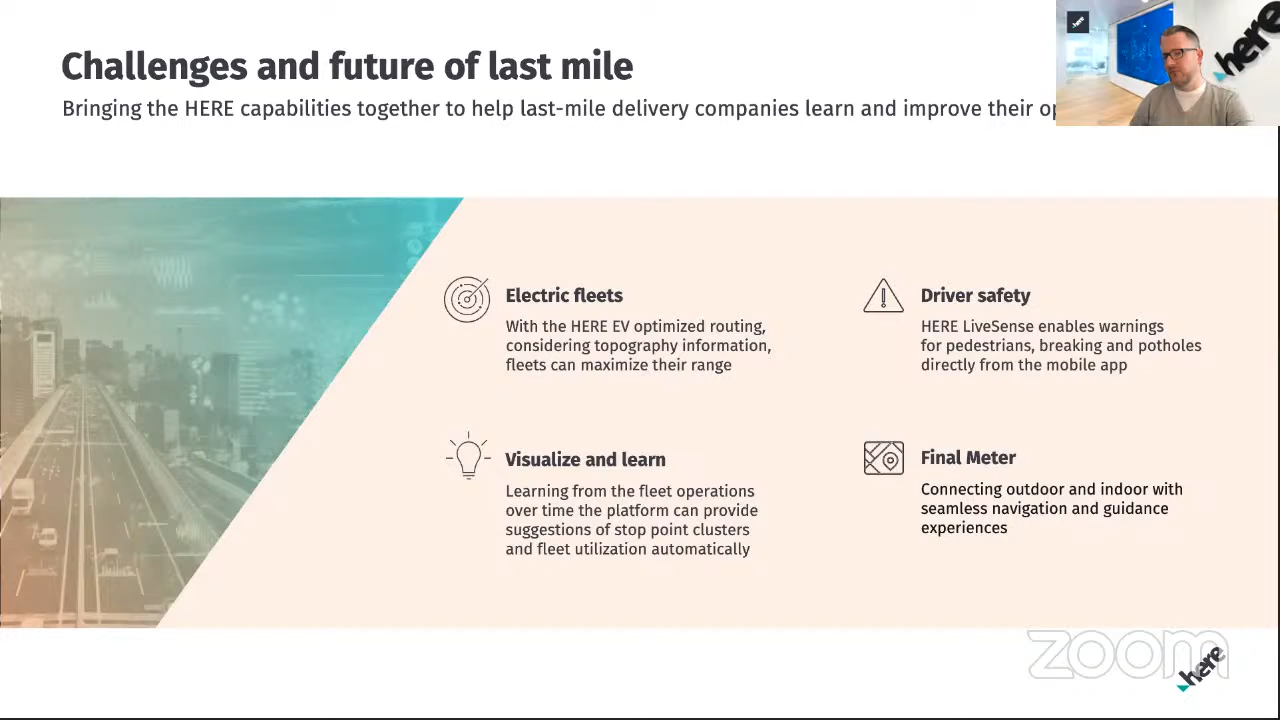 Challenges and future of last mile
Bringing the HERE capabilities together to help last-mile delivery companies learn and improve their
here
here
Electric fleets
With the HERE EV optimized routing,
considering topography information,
fleets can maximize their range
Driver safety
HERE LiveSense enables warnings
for pedestrians, breaking and potholes
directly from the mobile app
Visualize and learn
Learning from the fleet operations
over time the platform can provide
suggestions of stop point clusters
and fleet utilization automatically
Final Meter
Connecting outdoor and indoor with
seamless navigation and guidance
experiences
zoom
here